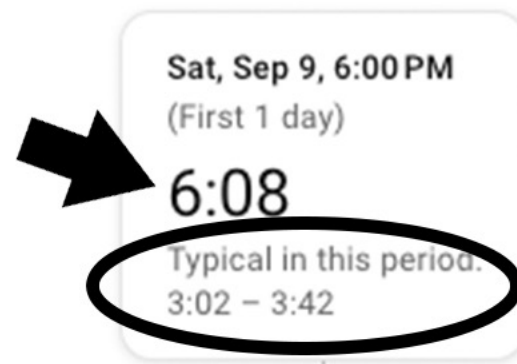 Sat, Sep 9, 6:00 PM
(First 1 day)
6:08
Typical in this period.
3:02 – 3:42